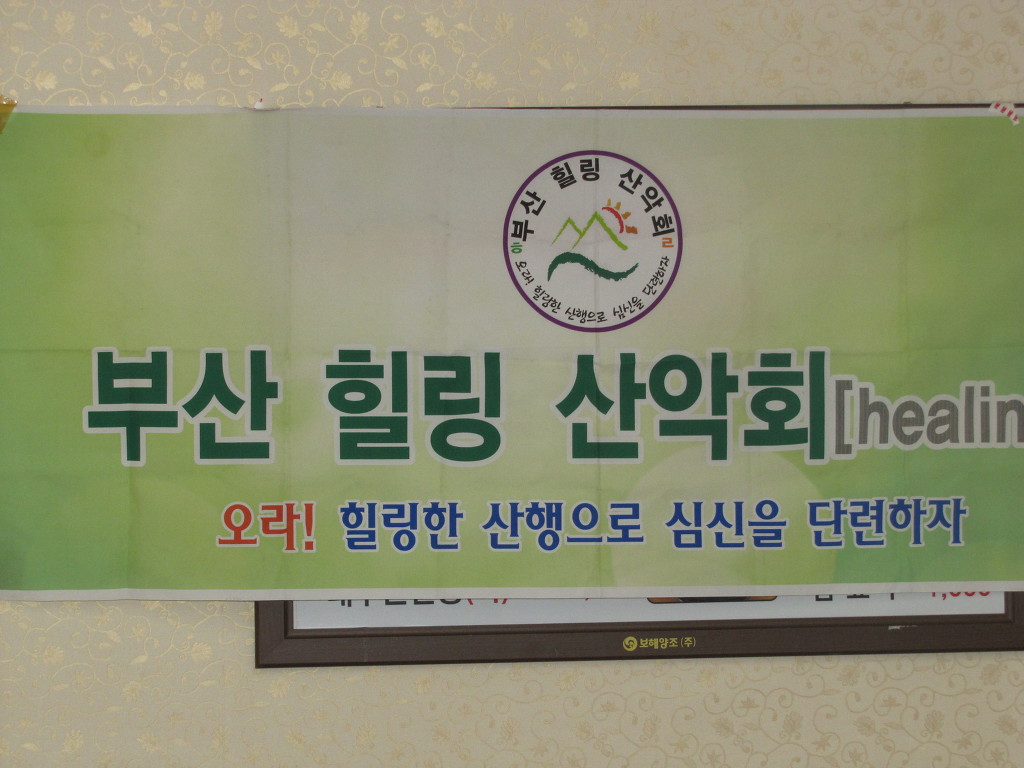 부산 힐링 산악회
ㅎ ㄹ
오라! 힐링한 산행으로 심신을 단련하자
부산 힐링 산악회[healin
오라! 힐링한 산행으로 심신을 단련하자
보해양조(주)